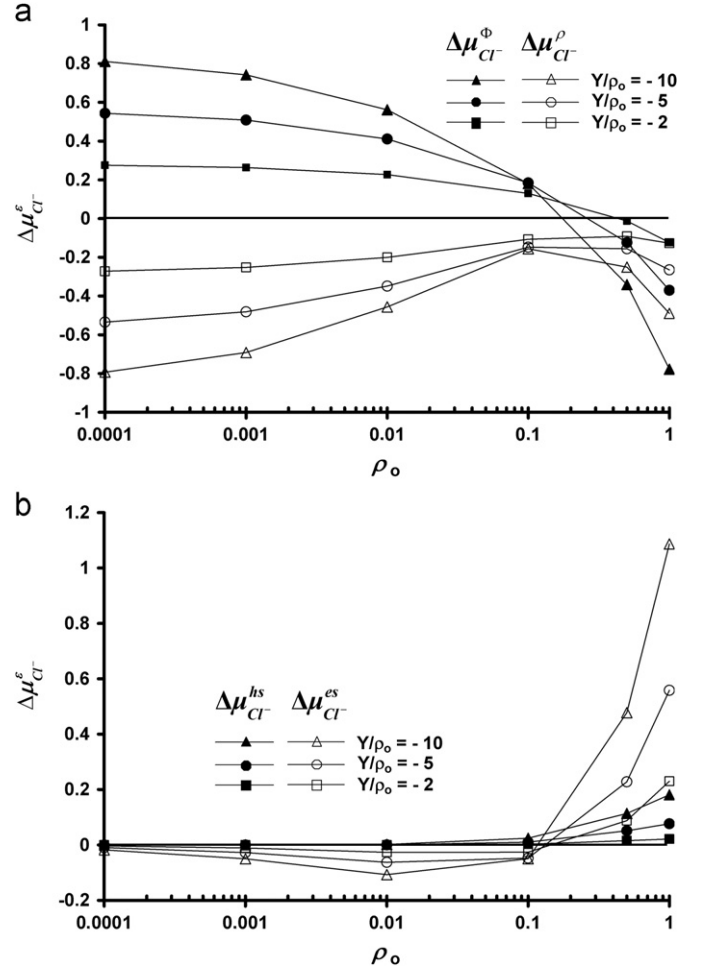 a
Δμ^Φ_Cl⁻ Δμ^ρ_Cl⁻
Y/ρₒ = - 10
Y/ρₒ = - 5
Y/ρₒ = - 2
1
0.8
0.6
0.4
0.2
0
-0.2
-0.4
-0.6
-0.8
-1
Δμ^ε_Cl⁻
0.0001 0.001 0.01 0.1 1
ρₒ
b
1.2
1
0.8
0.6
0.4
0.2
0
-0.2
Δμ^ε_Cl⁻
Δμ^hs_Cl⁻ Δμ^es_Cl⁻
Y/ρₒ = - 10
Y/ρₒ = - 5
Y/ρₒ = - 2
0.0001 0.001 0.01 0.1 1
ρₒ